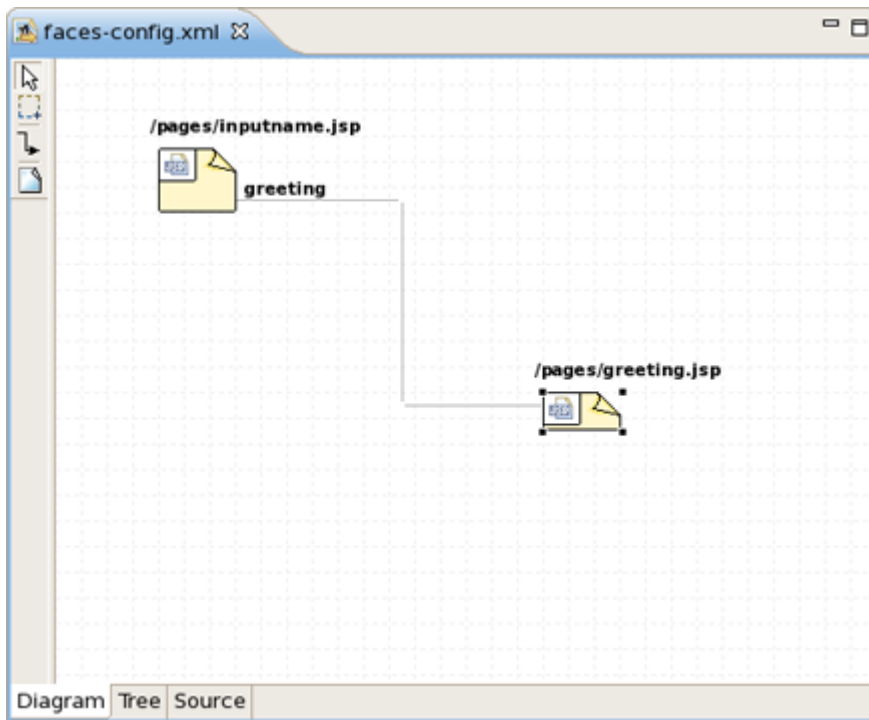 faces-config.xml
/pages/inputname.jsp
greeting
/pages/greeting.jsp
Diagram Tree Source